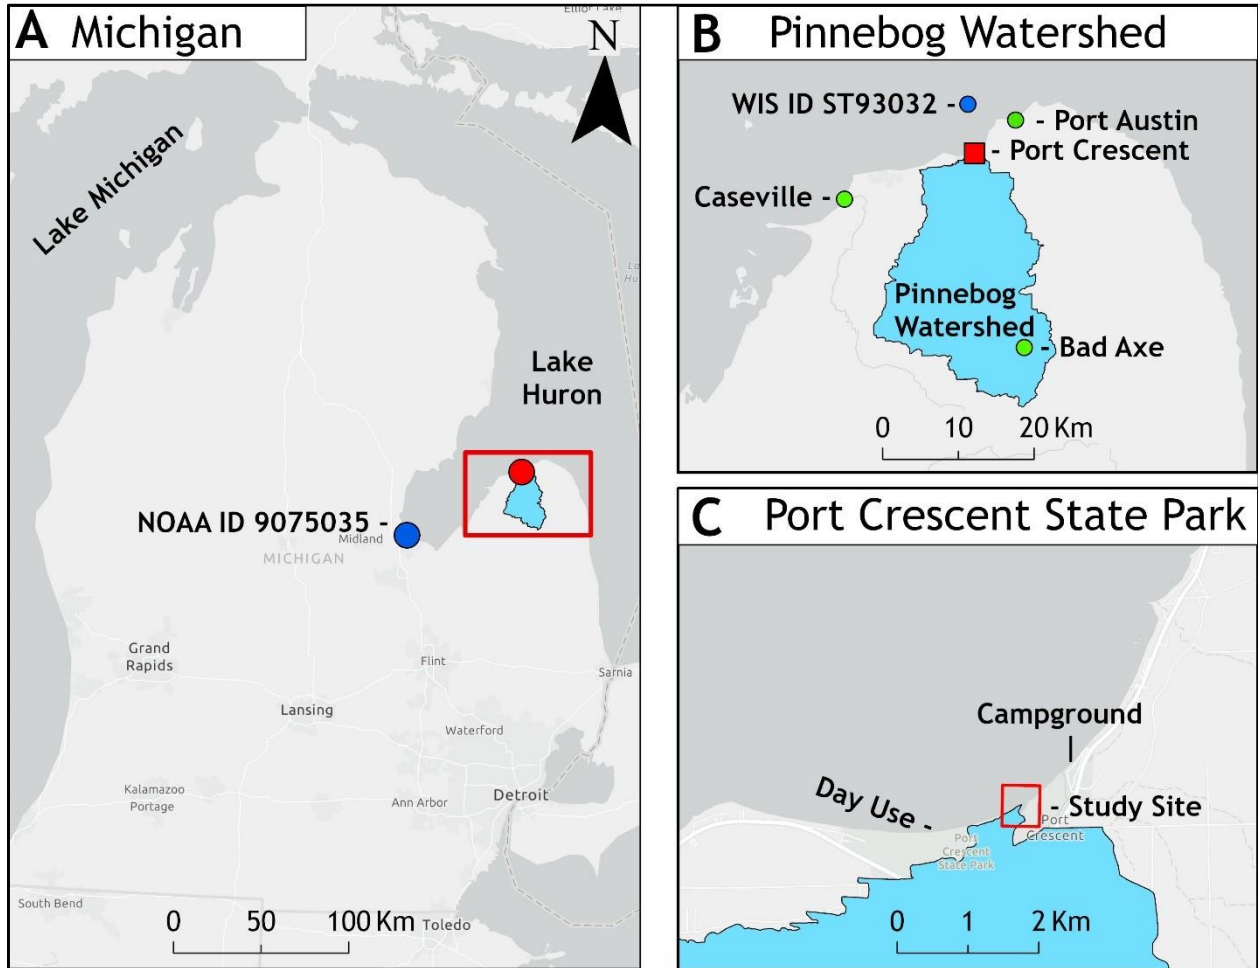 A Michigan
Elliot Lake
N
Lake Michigan
Lake
Huron
NOAA ID 9075035 -
Midland
MICHIGAN
Grand
Rapids
Flint
Sarnia
Lansing
Waterford
Kalamazoo
Portage
Ann Arbor
Detroit
South Bend
0 50 100 Km
Toledo
B Pinnebog Watershed
WIS ID ST93032 -
- Port Austin
- Port Crescent
Caseville -
Pinnebog
Watershed
- Bad Axe
0 10 20 Km
C Port Crescent State Park
Campground
Day Use -
- Study Site
Port
Crescent
Port
Crescent
State Park
0 1 2 Km